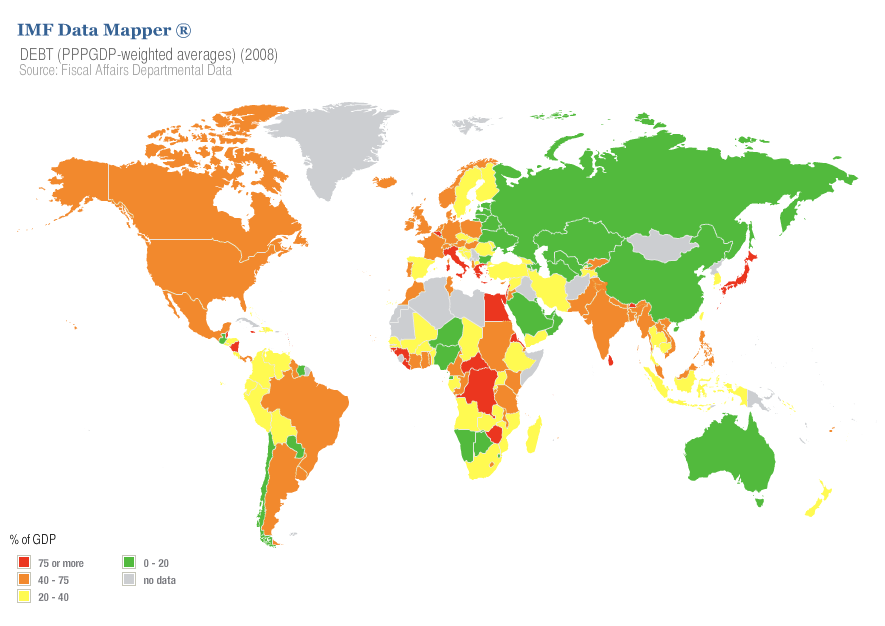 IMF Data Mapper ®
DEBT (PPPGDP-weighted averages) (2008)
Source: Fiscal Affairs Departmental Data
% of GDP
75 or more
40 - 75
20 - 40
0 - 20
no data